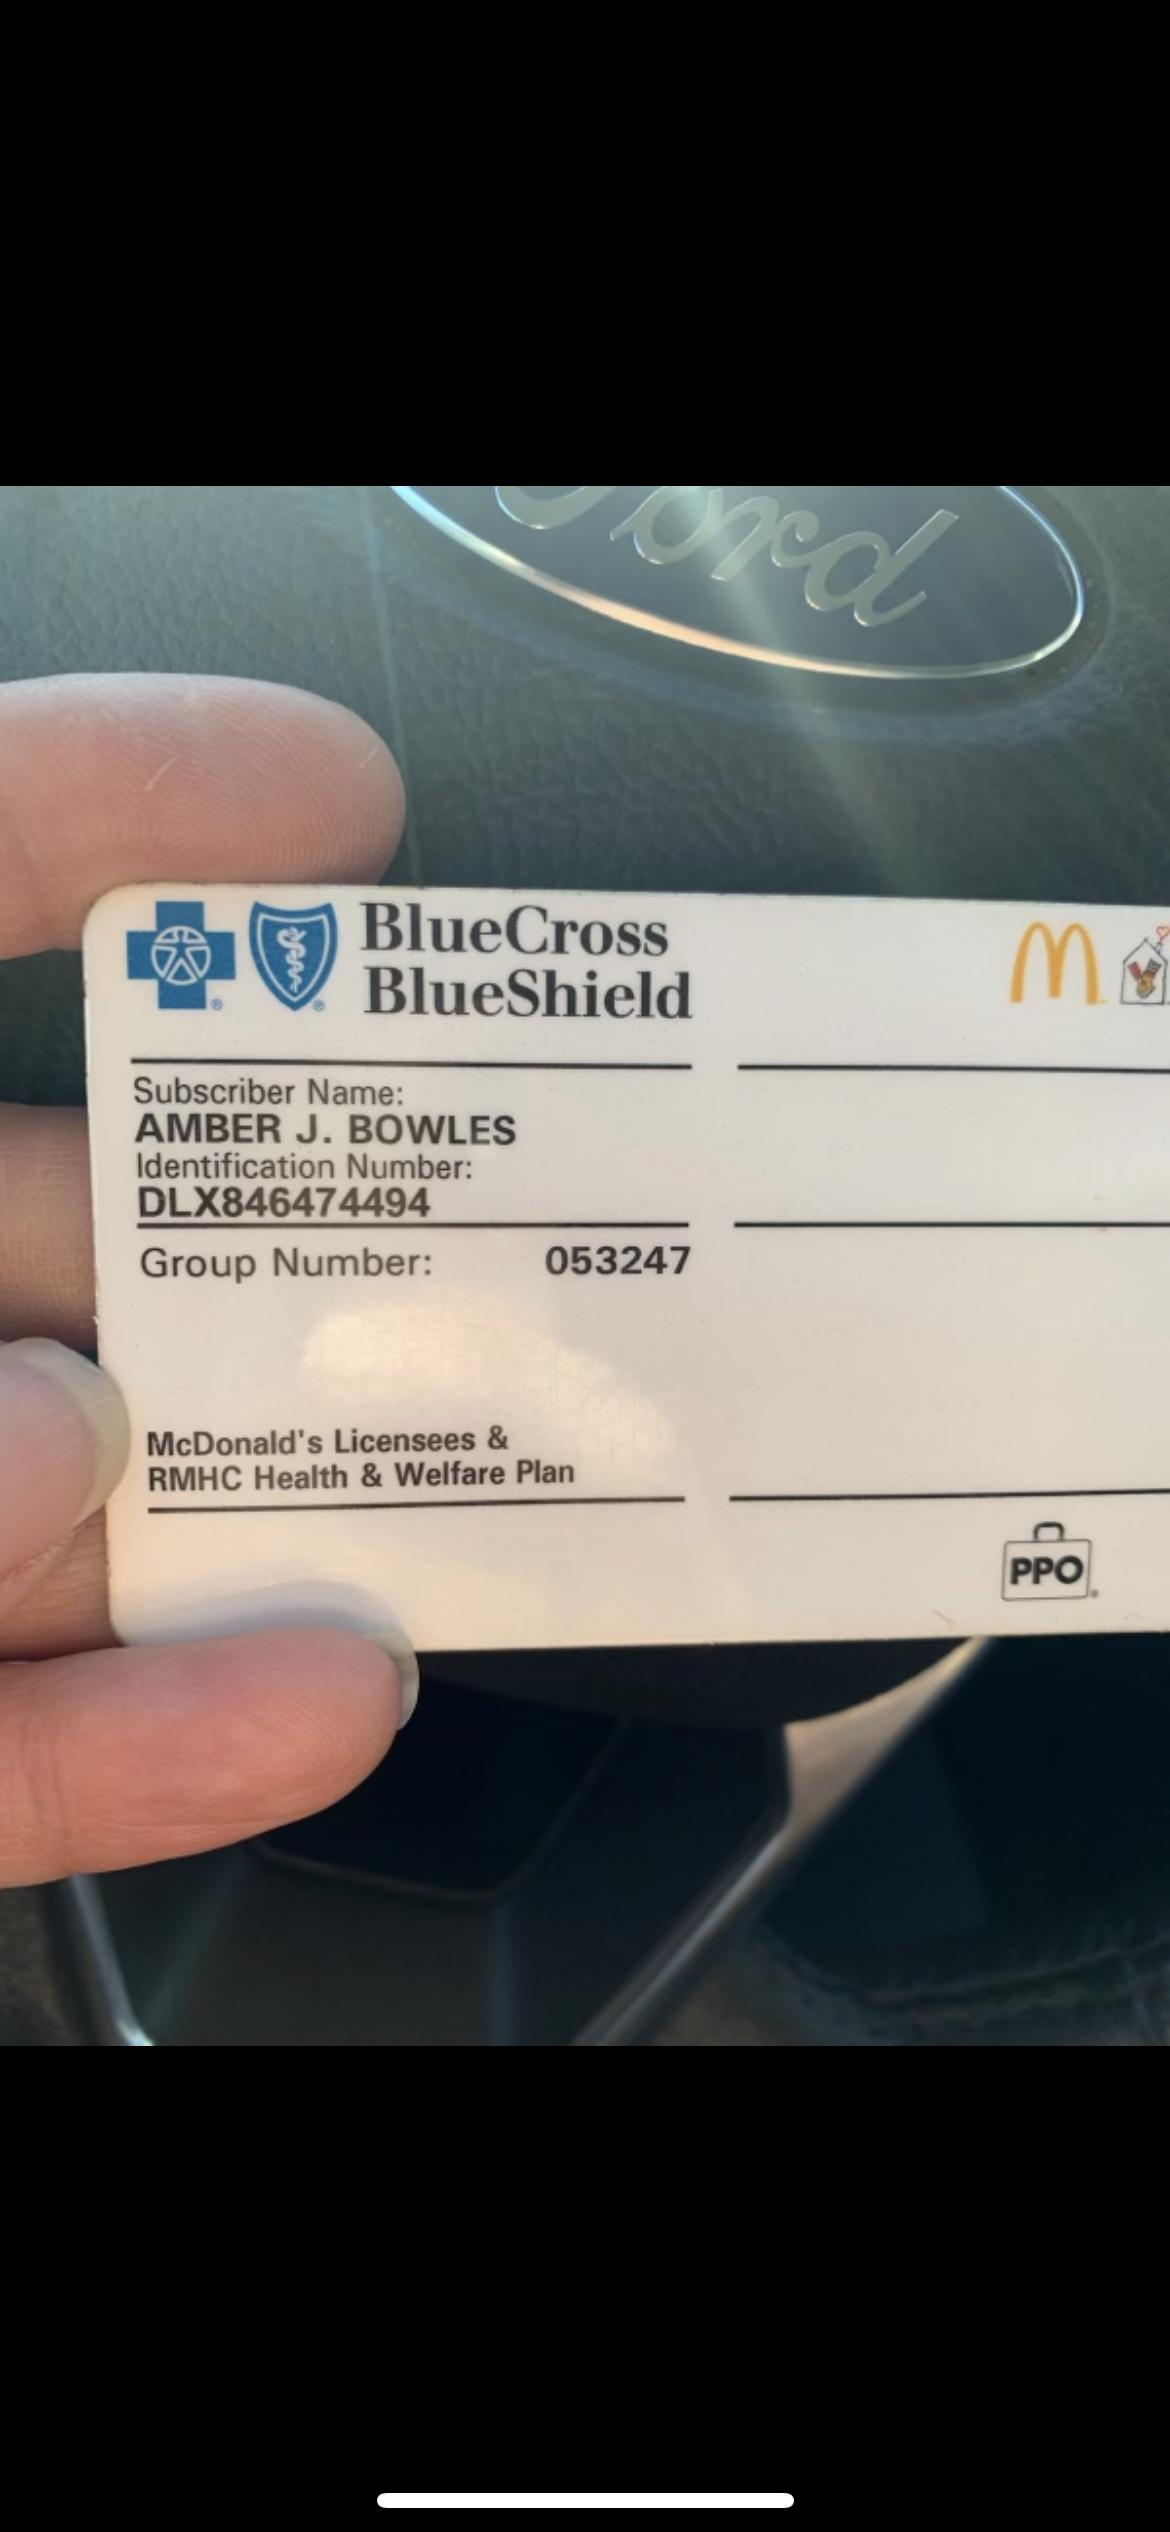 Ford
BlueCross
BlueShield
Subscriber Name:
AMBER J. BOWLES
Identification Number:
DLX846474494
Group Number: 053247
McDonald's Licensees &
RMHC Health & Welfare Plan
PPO